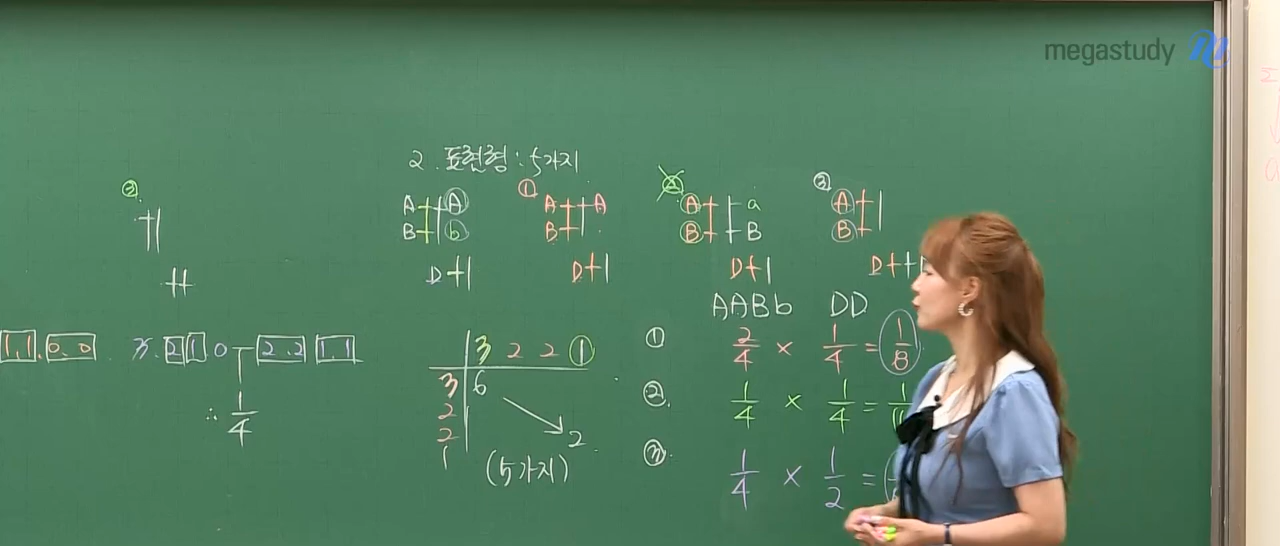 megastudy
2. 표현형 : 5가지
②
A A
B b
D
①
A A
B
D
②
A a
B B
D
③
A
B
D
AABb DD
1,1, 0,0
2 1 0 2.2 1,1
∴ 1/4
3 2 2 ①
3 6
2
2 2
1 (5가지)
① 2/4 × 1/4 = 1/8
② 1/4 × 1/4 =
③ 1/4 × 1/2 =